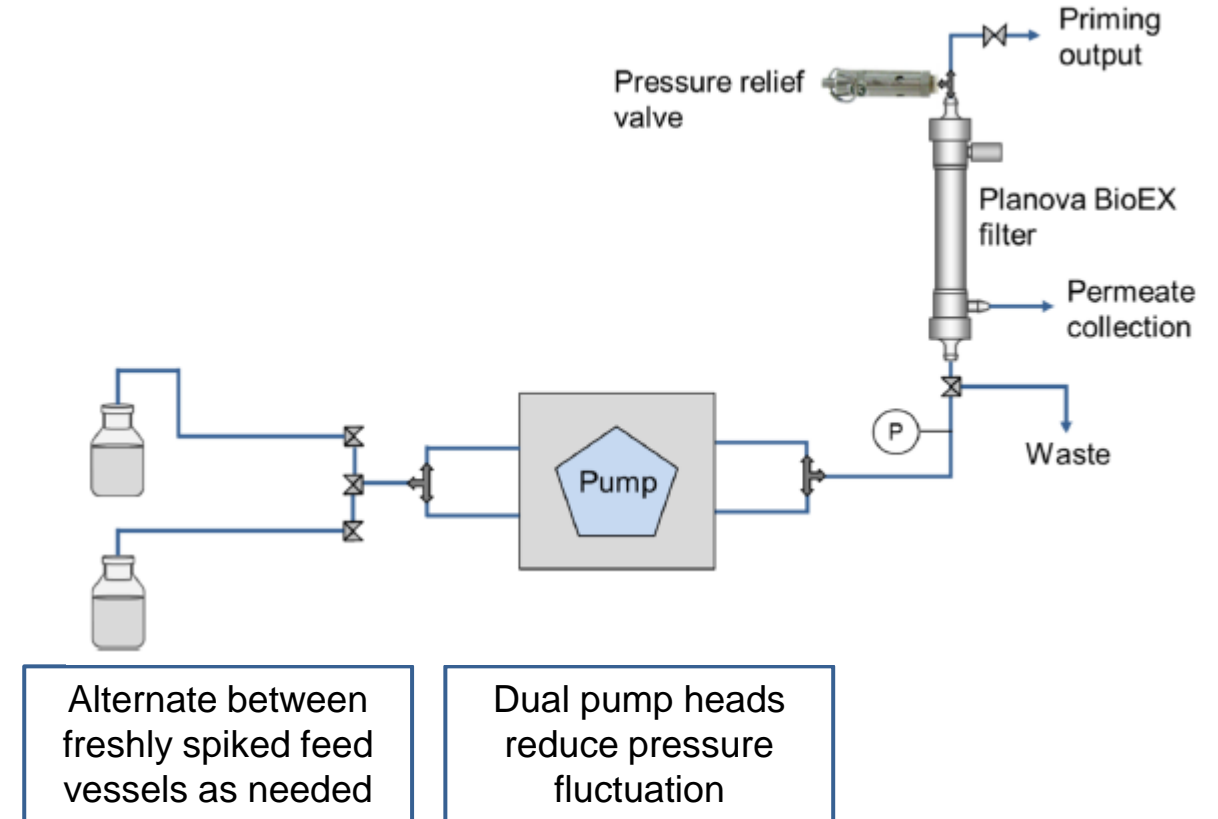 Priming
output
Pressure relief
valve
Planova BioEX
filter
Permeate
collection
P
Waste
Pump
Alternate between
freshly spiked feed
vessels as needed
Dual pump heads
reduce pressure
fluctuation